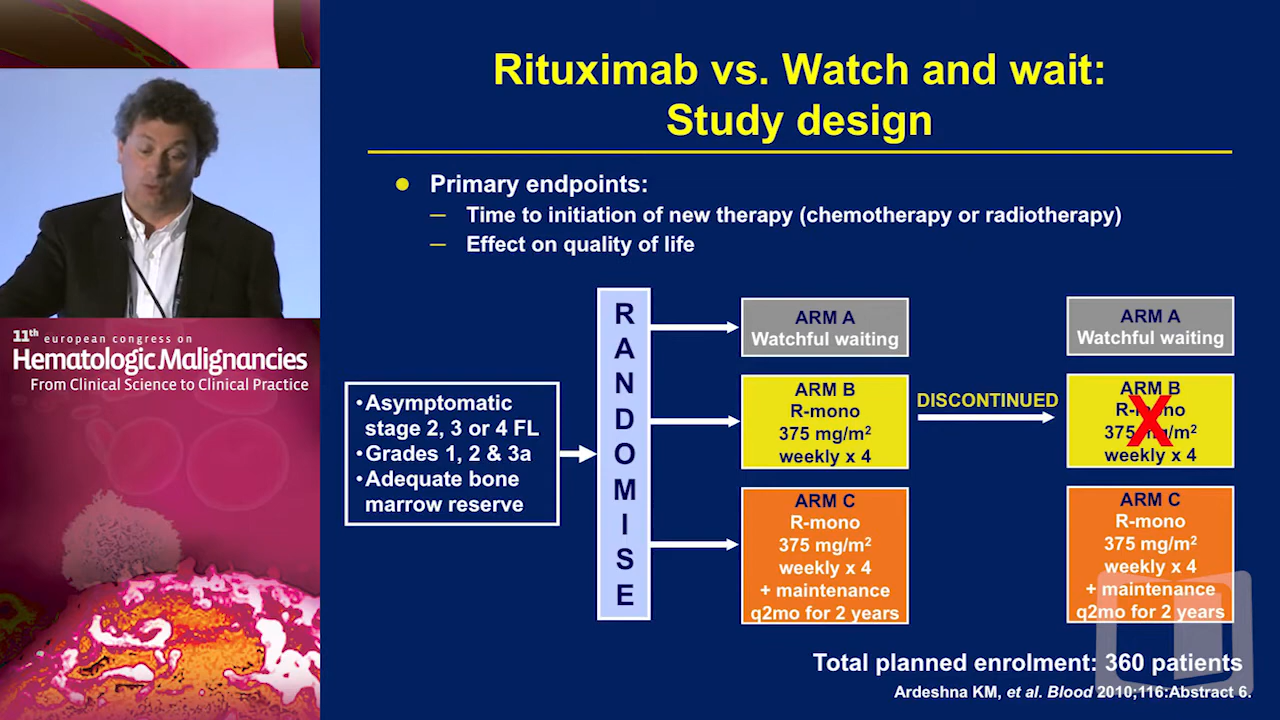 Rituximab vs. Watch and wait:
Study design
● Primary endpoints:
– Time to initiation of new therapy (chemotherapy or radiotherapy)
– Effect on quality of life
•Asymptomatic
stage 2, 3 or 4 FL
•Grades 1, 2 & 3a
•Adequate bone
marrow reserve
R
A
N
D
O
M
I
S
E
ARM A
Watchful waiting
ARM B
R-mono
375 mg/m²
weekly x 4
ARM C
R-mono
375 mg/m²
weekly x 4
+ maintenance
q2mo for 2 years
DISCONTINUED
ARM A
Watchful waiting
ARM B
R-mono
375 mg/m²
weekly x 4
X
ARM C
R-mono
375 mg/m²
weekly x 4
+ maintenance
q2mo for 2 years
Total planned enrolment: 360 patients
Ardeshna KM, et al. Blood 2010;116:Abstract 6.
11th european congress on
Hematologic Malignancies
From Clinical Science to Clinical Practice